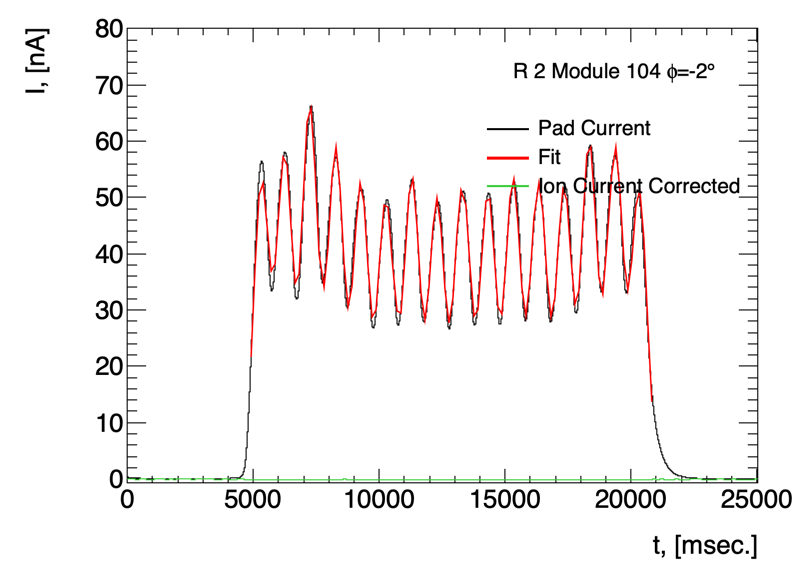 I, [nA]
80
70
60
50
40
30
20
10
0
R 2 Module 104 ϕ=-2°
Pad Current
Fit
Ion Current Corrected
0 5000 10000 15000 20000 25000
t, [msec.]